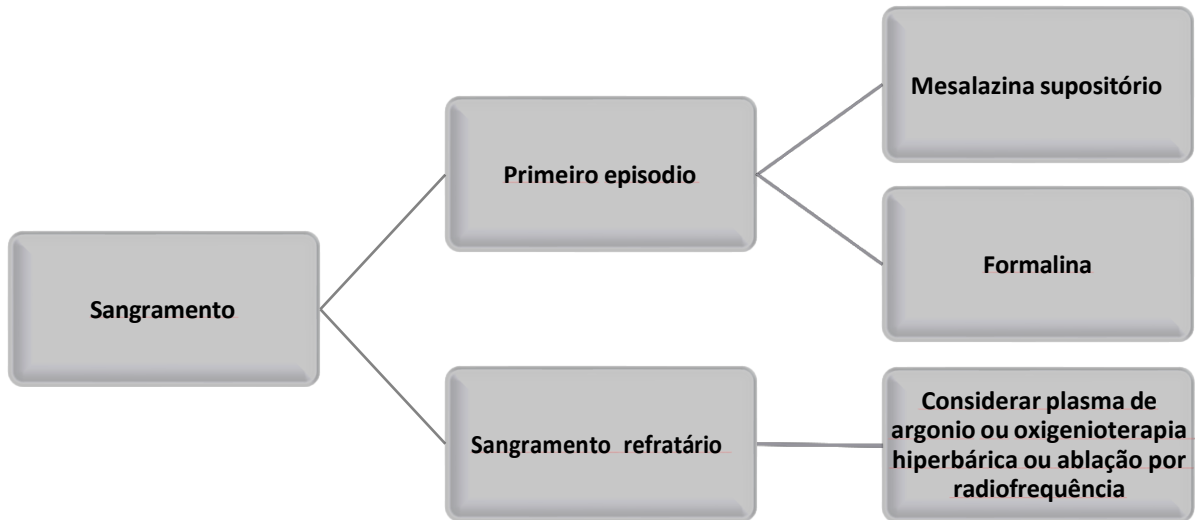 Sangramento
Primeiro episodio
Mesalazina supositório
Formalina
Sangramento refratário
Considerar plasma de
argonio ou oxigenioterapia
hiperbárica ou ablação por
radiofrequência